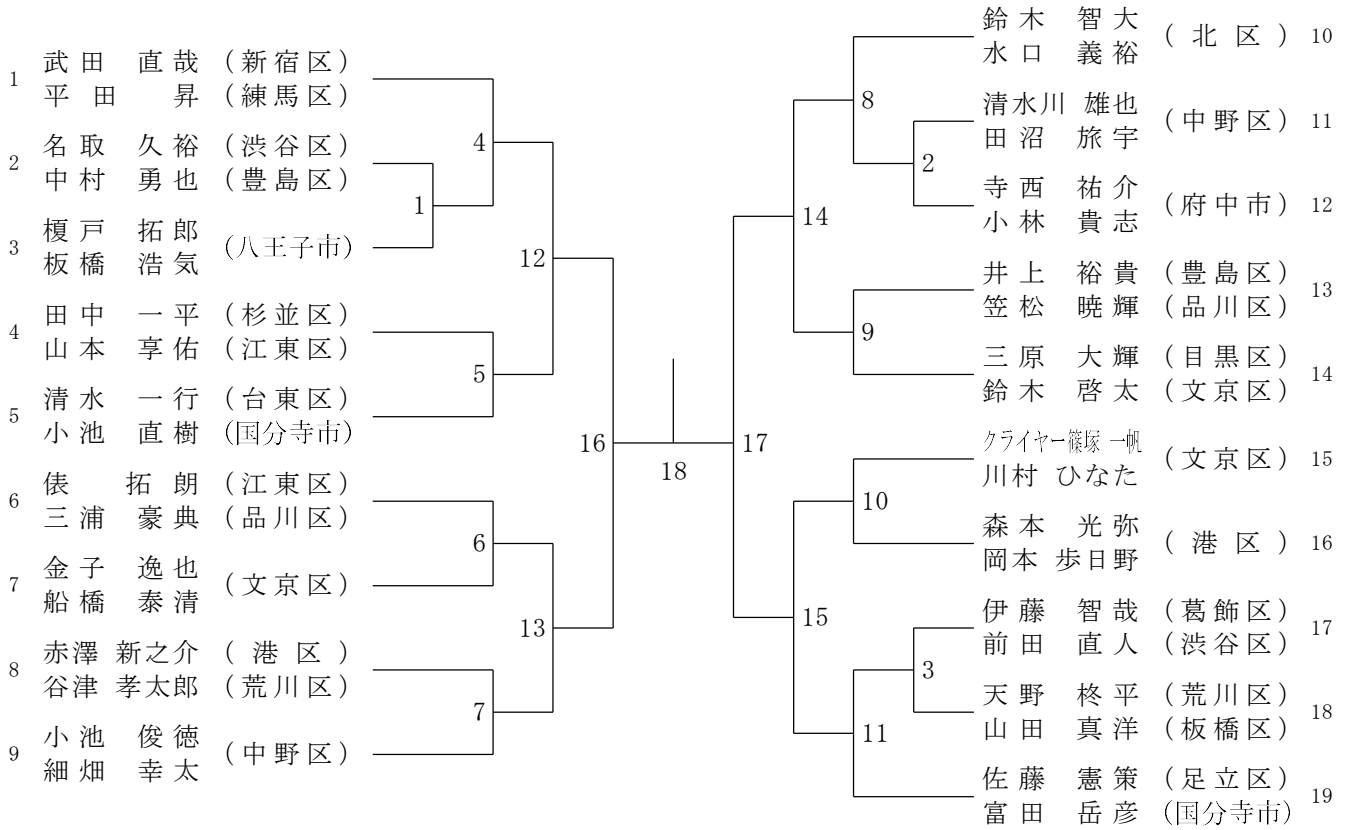 1 武田 直哉 (新宿区)
平田 昇 (練馬区)
2 名取 久裕 (渋谷区)
中村 勇也 (豊島区)
3 榎戸 拓郎 (八王子市)
板橋 浩気
4 田中 一平 (杉並区)
山本 享佑 (江東区)
5 清水 一行 (台東区)
小池 直樹 (国分寺市)
6 俵 拓朗 (江東区)
三浦 豪典 (品川区)
7 金子 逸也 (文京区)
船橋 泰清
8 赤澤 新之介 (港区)
谷津 孝太郎 (荒川区)
9 小池 俊徳 (中野区)
細畑 幸太
4
1
12
5
16
6
13
7
18
17
14
8
2
9
10
15
3
11
鈴木 智大 (北区) 10
水口 義裕
清水川 雄也 (中野区) 11
田沼 旅宇
寺西 祐介 (府中市) 12
小林 貴志
井上 裕貴 (豊島区) 13
笠松 暁輝 (品川区)
三原 大輝 (目黒区) 14
鈴木 啓太 (文京区)
クライヤー篠塚 一帆 (文京区) 15
川村 ひなた
森本 光弥 (港区) 16
岡本 歩日野
伊藤 智哉 (葛飾区) 17
前田 直人 (渋谷区)
天野 柊平 (荒川区) 18
山田 真洋 (板橋区)
佐藤 憲策 (足立区) 19
富田 岳彦 (国分寺市)